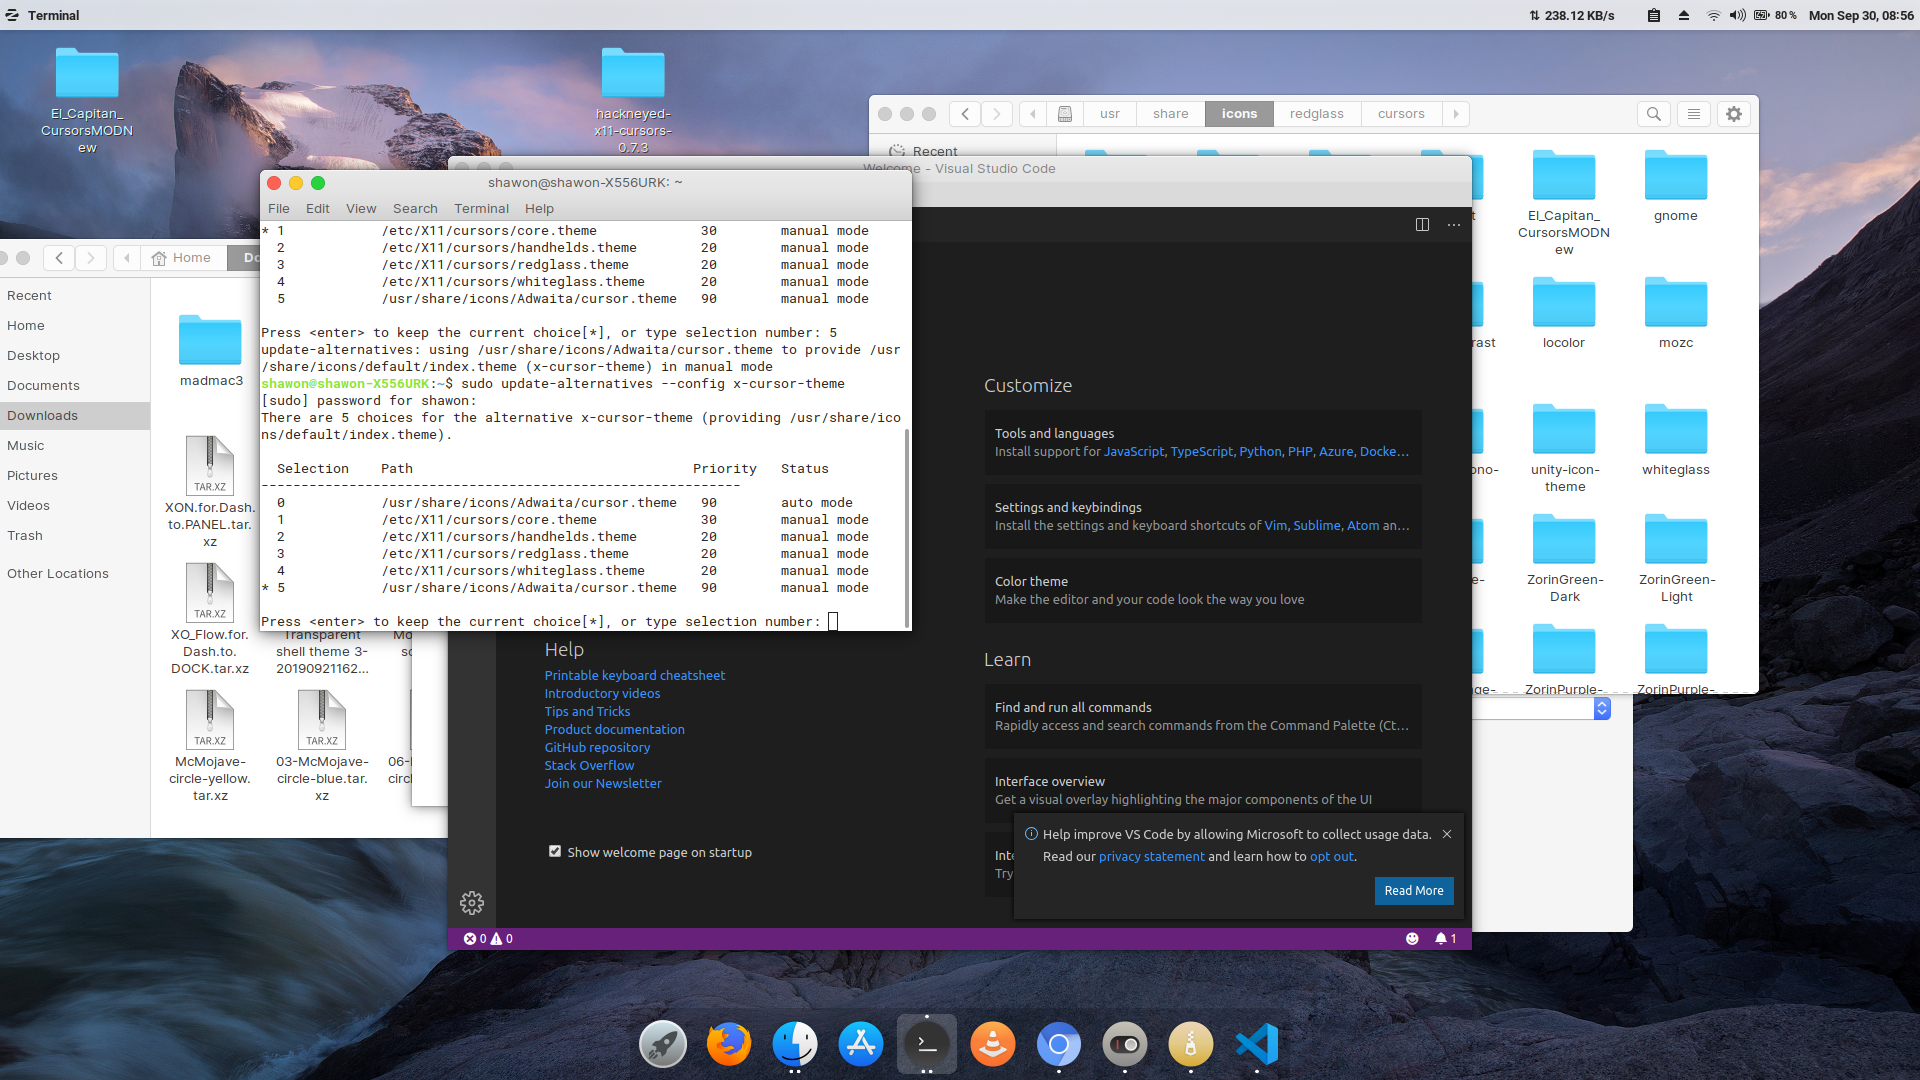 Terminal
238.12 KB/s
80 %
Mon Sep 30, 08:56
El_Capitan_
CursorsMODN
ew
hackneyed-
x11-cursors-
0.7.3
usr
share
icons
redglass
cursors
Recent
El_Capitan_
CursorsMODN
ew
gnome
rast
locolor
mozc
ono-
unity-icon-
theme
whiteglass
e-
ZorinGreen-
Dark
ZorinGreen-
Light
ge-
ZorinPurple-
ZorinPurple-
Welcome - Visual Studio Code
shawon@shawon-X556URK: ~
File Edit View Search Terminal Help
* 1 /etc/X11/cursors/core.theme 30 manual mode
2 /etc/X11/cursors/handhelds.theme 20 manual mode
3 /etc/X11/cursors/redglass.theme 20 manual mode
4 /etc/X11/cursors/whiteglass.theme 20 manual mode
5 /usr/share/icons/Adwaita/cursor.theme 90 manual mode
Press <enter> to keep the current choice[*], or type selection number: 5
update-alternatives: using /usr/share/icons/Adwaita/cursor.theme to provide /usr
/share/icons/default/index.theme (x-cursor-theme) in manual mode
shawon@shawon-X556URK:~$ sudo update-alternatives --config x-cursor-theme
[sudo] password for shawon:
There are 5 choices for the alternative x-cursor-theme (providing /usr/share/ico
ns/default/index.theme).
Selection Path Priority Status
------------------------------------------------------------
0 /usr/share/icons/Adwaita/cursor.theme 90 auto mode
1 /etc/X11/cursors/core.theme 30 manual mode
2 /etc/X11/cursors/handhelds.theme 20 manual mode
3 /etc/X11/cursors/redglass.theme 20 manual mode
4 /etc/X11/cursors/whiteglass.theme 20 manual mode
* 5 /usr/share/icons/Adwaita/cursor.theme 90 manual mode
Press <enter> to keep the current choice[*], or type selection number:
Home
Do
Recent
Home
Desktop
Documents
Downloads
Music
Pictures
Videos
Trash
Other Locations
madmac3
TAR.XZ
XON.for.Dash.
to.PANEL.tar.
xz
TAR.XZ
XO_Flow.for.
Dash.to.
DOCK.tar.xz
Transparent
shell theme 3-
20190921162...
TAR.XZ
McMojave-
circle-yellow.
tar.xz
TAR.XZ
03-McMojave-
circle-blue.tar.
xz
Customize
Tools and languages
Install support for JavaScript, TypeScript, Python, PHP, Azure, Docke...
Settings and keybindings
Install the settings and keyboard shortcuts of Vim, Sublime, Atom an...
Color theme
Make the editor and your code look the way you love
Help
Printable keyboard cheatsheet
Introductory videos
Tips and Tricks
Product documentation
GitHub repository
Stack Overflow
Join our Newsletter
Show welcome page on startup
Learn
Find and run all commands
Rapidly access and search commands from the Command Palette (Ct...
Interface overview
Get a visual overlay highlighting the major components of the UI
Inte
Try
Help improve VS Code by allowing Microsoft to collect usage data.
Read our privacy statement and learn how to opt out.
Read More
0 0
1